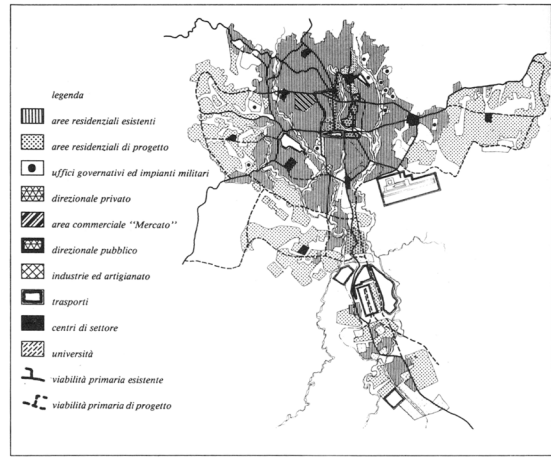 legenda
aree residenziali esistenti
aree residenziali di progetto
uffici governativi ed impianti militari
direzionale privato
area commerciale "Mercato"
direzionale pubblico
industrie ed artigianato
trasporti
centri di settore
università
viabilità primaria esistente
viabilità primaria di progetto